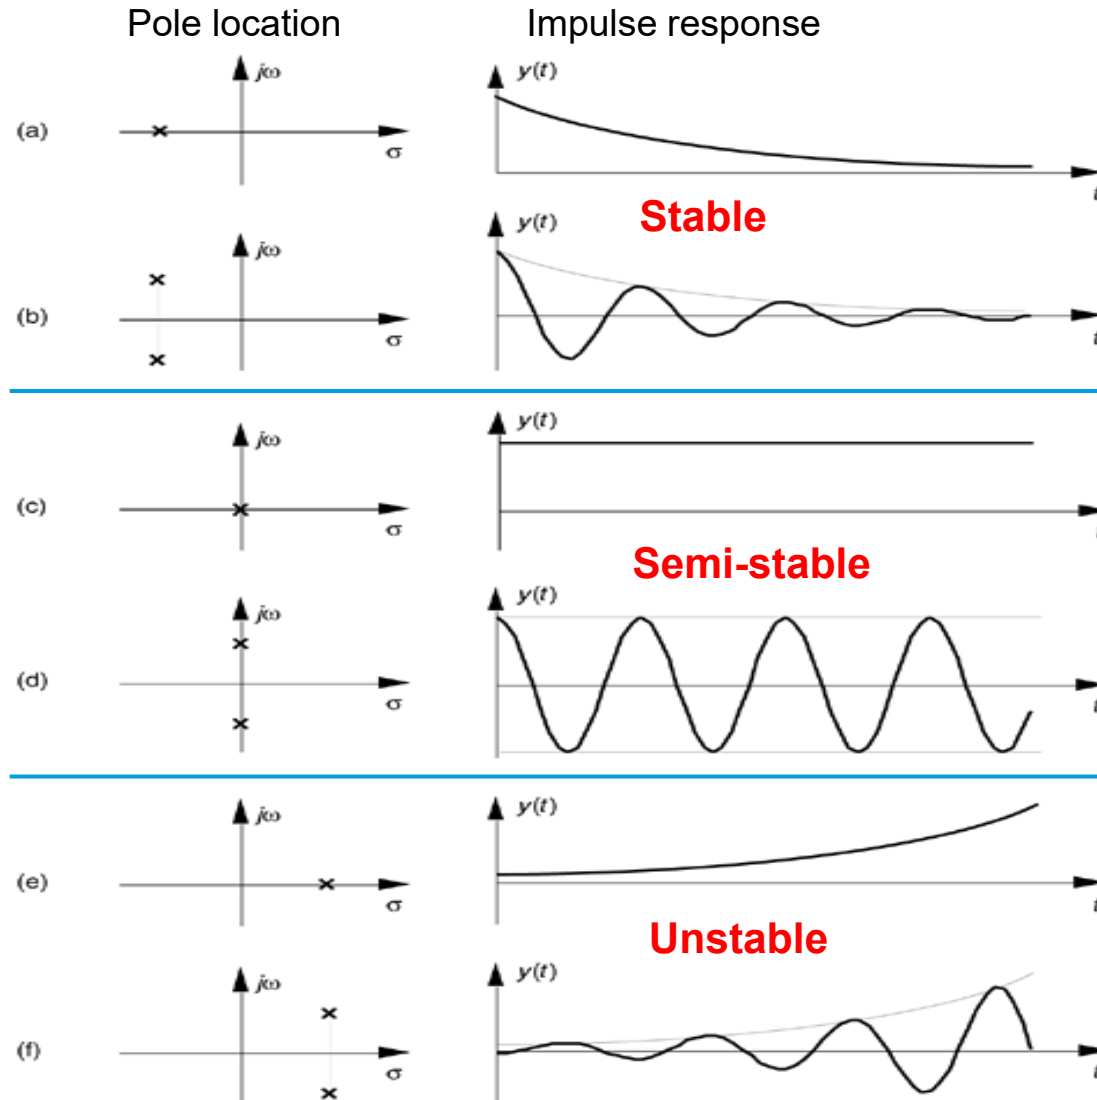 Pole location Impulse response
jω y(t)
(a)
σ t
Stable
jω y(t)
(b)
σ t
jω y(t)
(c)
σ
Semi-stable
jω y(t)
(d)
σ t
jω y(t)
(e)
σ t
Unstable
jω y(t)
(f)
σ t